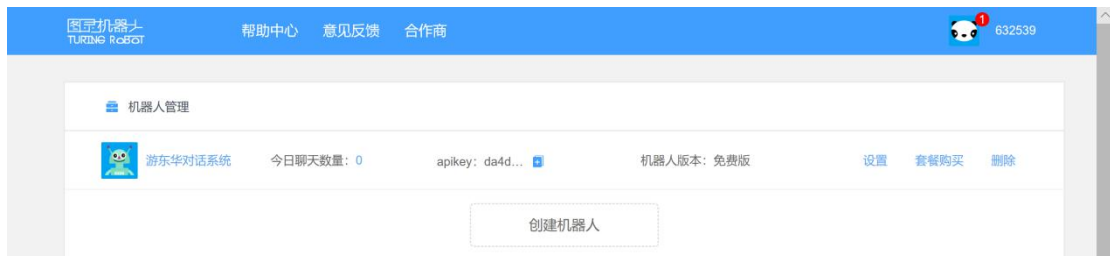 图灵机器人
TURING ROBOT
帮助中心 意见反馈 合作商
1
632539
机器人管理
游东华对话系统 今日聊天数量：0 apikey：da4d... 机器人版本：免费版 设置 套餐购买 删除
创建机器人